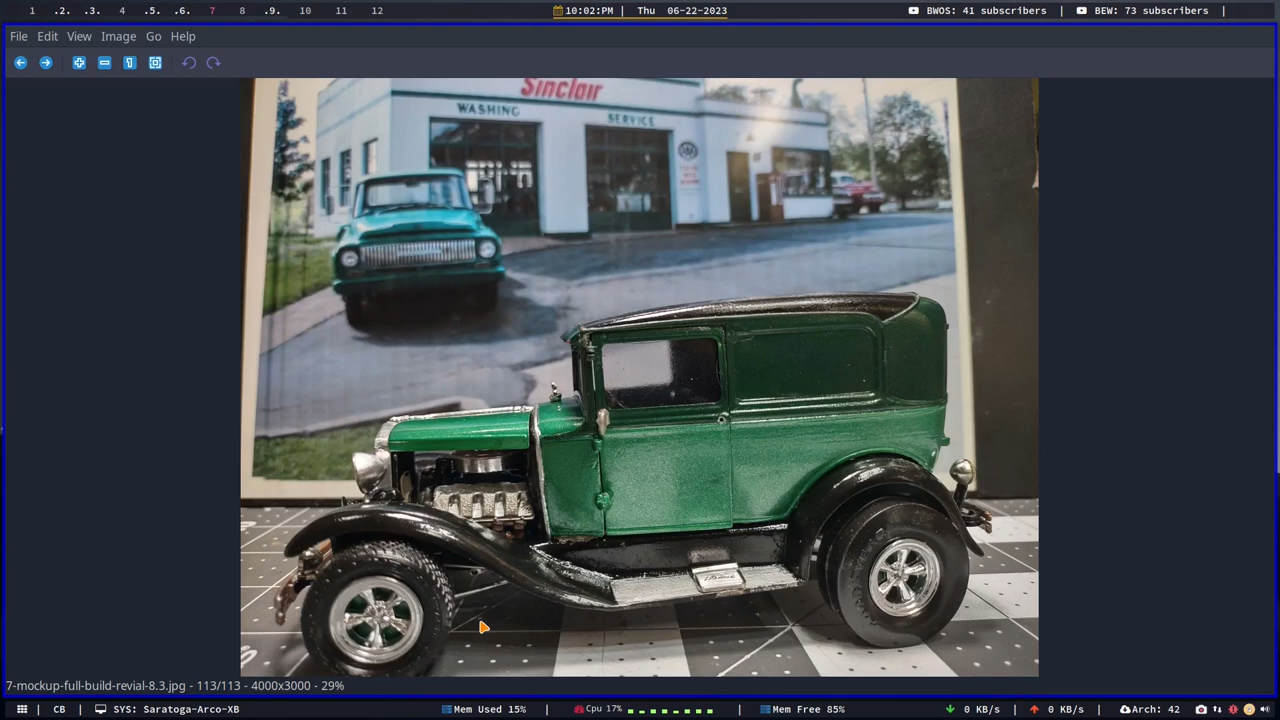 1 .2. .3. 4 .5. .6. 7 8 .9. 10 11 12 10:02:PM | Thu 06-22-2023 BWOS: 41 subscribers | BEW: 73 subscribers |
File Edit View Image Go Help
Sinclair
WASHING
SERVICE
7-mockup-full-build-revial-8.3.jpg - 113/113 - 4000x3000 - 29%
| CB | SYS: Saratoga-Arco-XB Mem Used 15% | Cpu 17% | Mem Free 85% 0 KB/s | 0 KB/s | Arch: 42 |